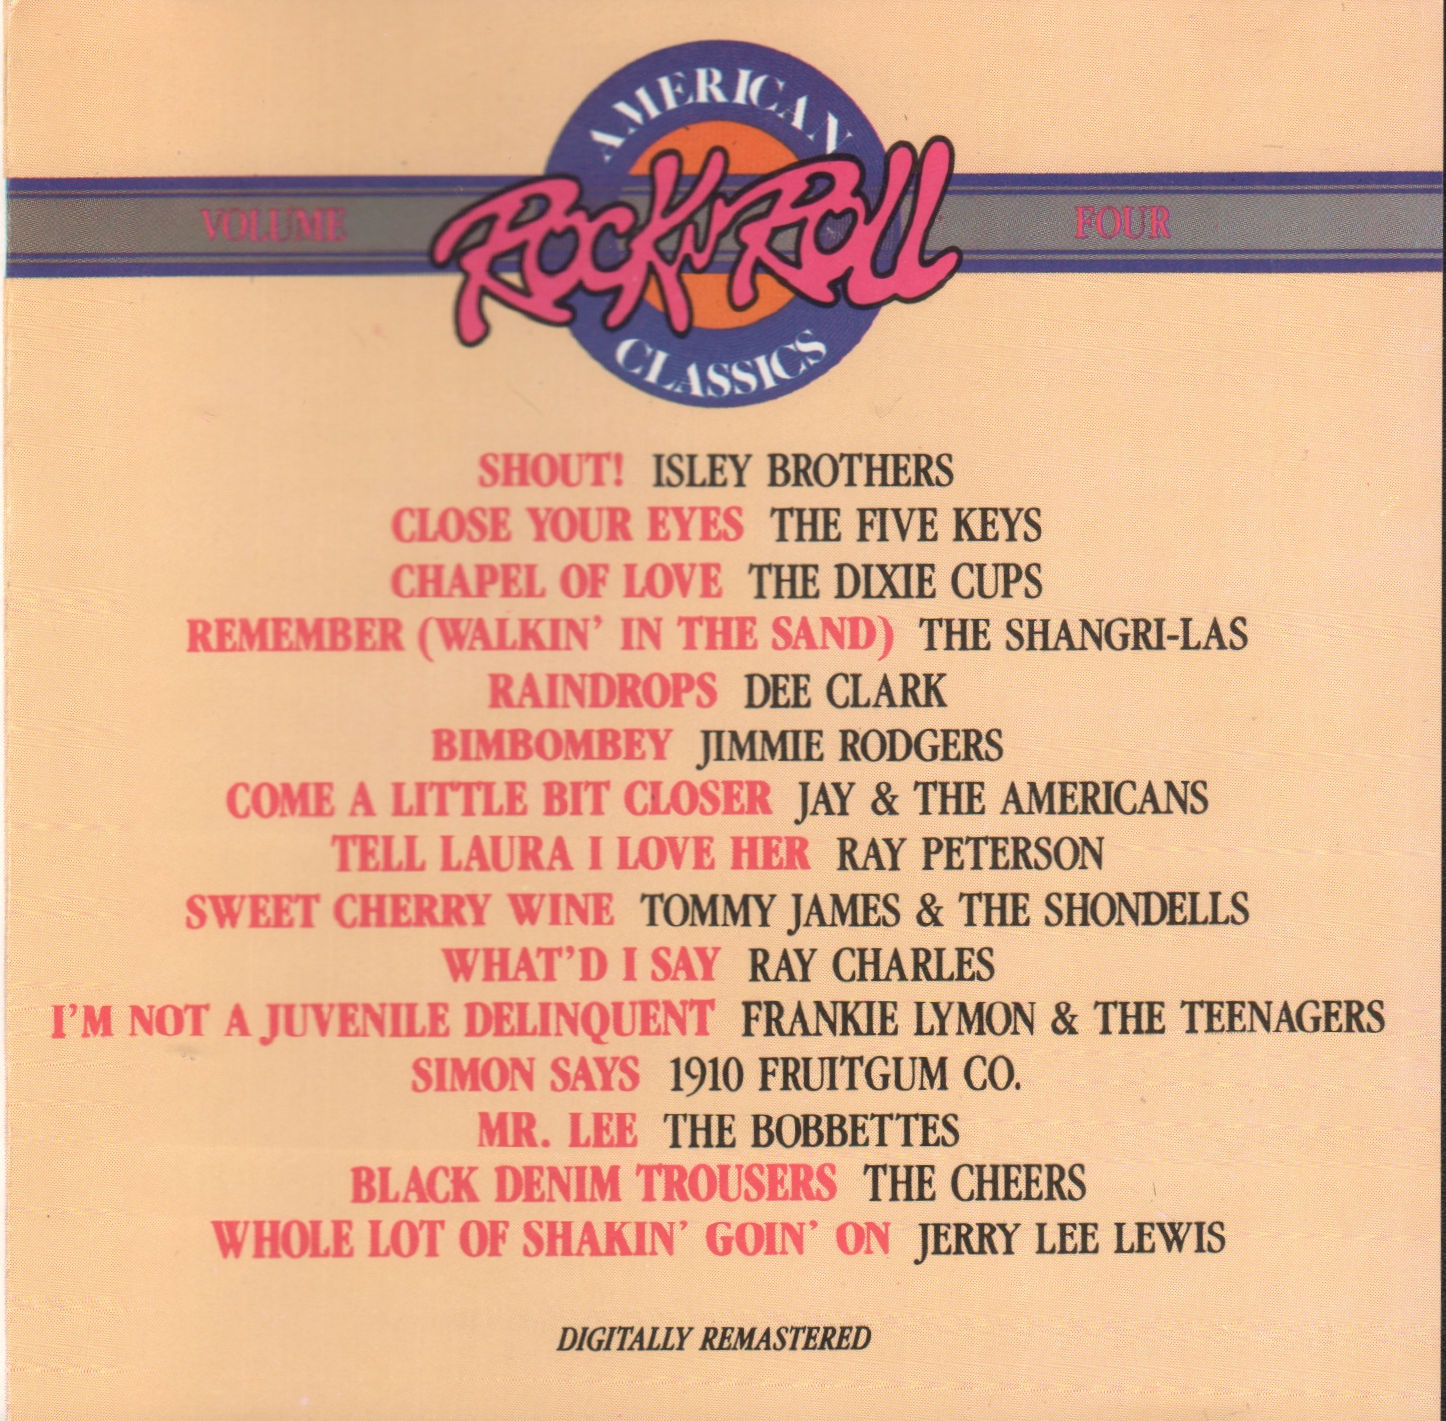 AMERICAN
VOLUME ROCK N' ROLL FOUR
CLASSICS
SHOUT! ISLEY BROTHERS
CLOSE YOUR EYES THE FIVE KEYS
CHAPEL OF LOVE THE DIXIE CUPS
REMEMBER (WALKIN' IN THE SAND) THE SHANGRI-LAS
RAINDROPS DEE CLARK
BIMBOMBEY JIMMIE RODGERS
COME A LITTLE BIT CLOSER JAY & THE AMERICANS
TELL LAURA I LOVE HER RAY PETERSON
SWEET CHERRY WINE TOMMY JAMES & THE SHONDELLS
WHAT'D I SAY RAY CHARLES
I'M NOT A JUVENILE DELINQUENT FRANKIE LYMON & THE TEENAGERS
SIMON SAYS 1910 FRUITGUM CO.
MR. LEE THE BOBBETTES
BLACK DENIM TROUSERS THE CHEERS
WHOLE LOT OF SHAKIN' GOIN' ON JERRY LEE LEWIS
DIGITALLY REMASTERED